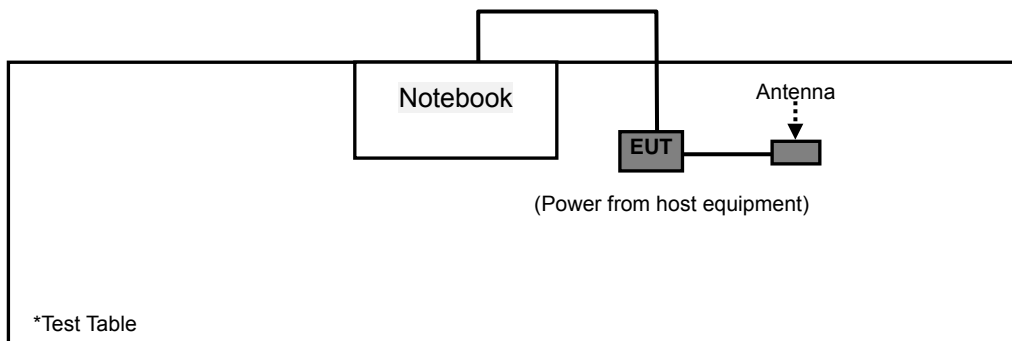 Notebook
Antenna
EUT
(Power from host equipment)
*Test Table